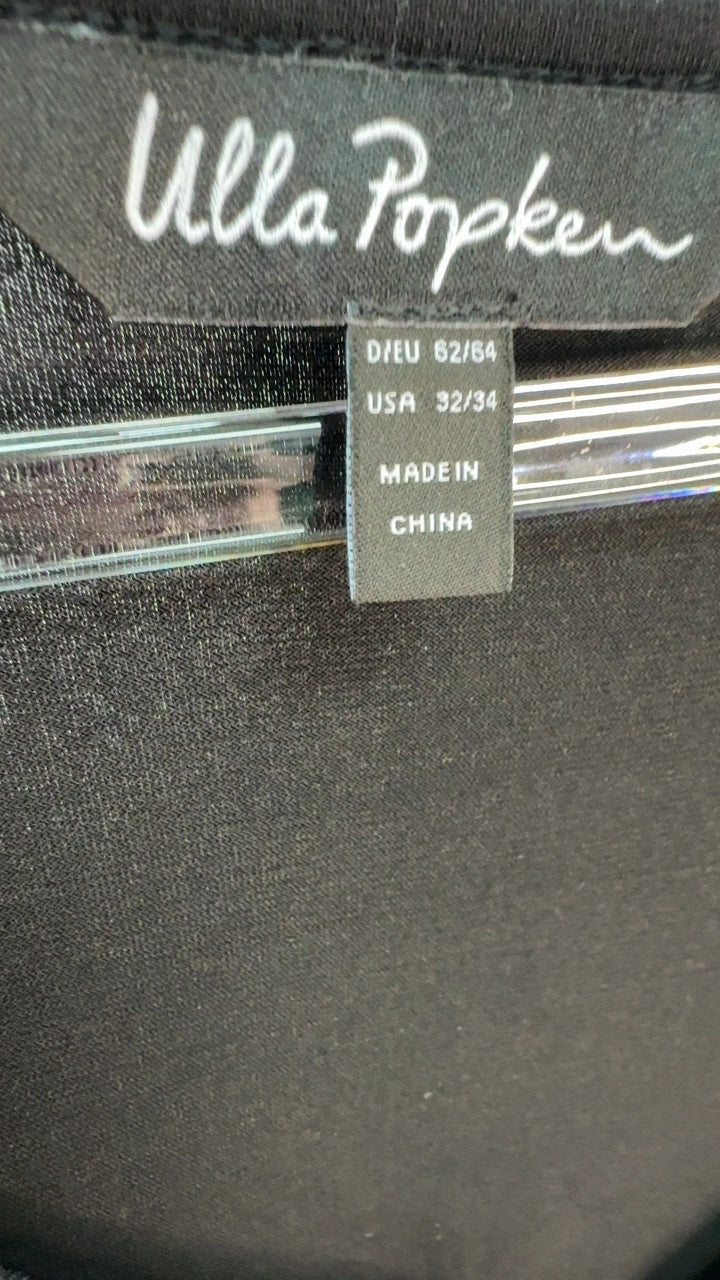 Ulla Popken
D/EU 62/64
USA 32/34
MADE IN
CHINA